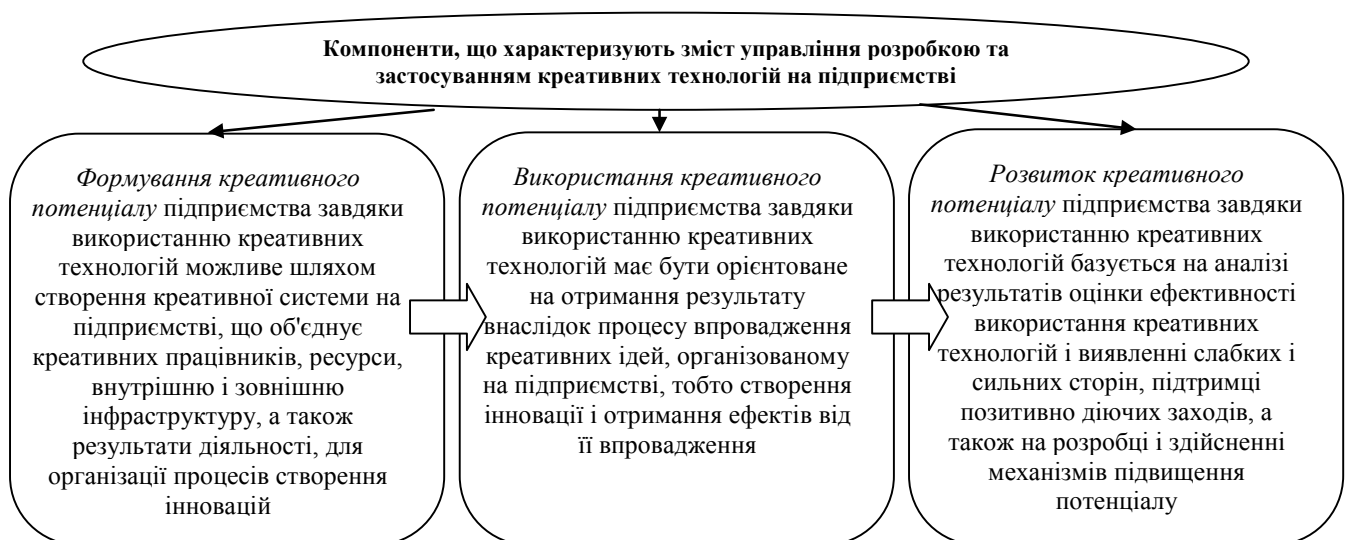 Компоненти, що характеризують зміст управління розробкою та
застосуванням креативних технологій на підприємстві
Формування креативного
потенціалу підприємства завдяки
використанню креативних
технологій можливе шляхом
створення креативної системи на
підприємстві, що об'єднує
креативних працівників, ресурси,
внутрішню і зовнішню
інфраструктуру, а також
результати діяльності, для
організації процесів створення
інновацій
Використання креативного
потенціалу підприємства завдяки
використанню креативних
технологій має бути орієнтоване
на отримання результату
внаслідок процесу впровадження
креативних ідей, організованому
на підприємстві, тобто створення
інновації і отримання ефектів від
її впровадження
Розвиток креативного
потенціалу підприємства завдяки
використанню креативних
технологій базується на аналізі
результатів оцінки ефективності
використання креативних
технологій і виявленні слабких і
сильних сторін, підтримці
позитивно діючих заходів, а
також на розробці і здійсненні
механізмів підвищення
потенціалу